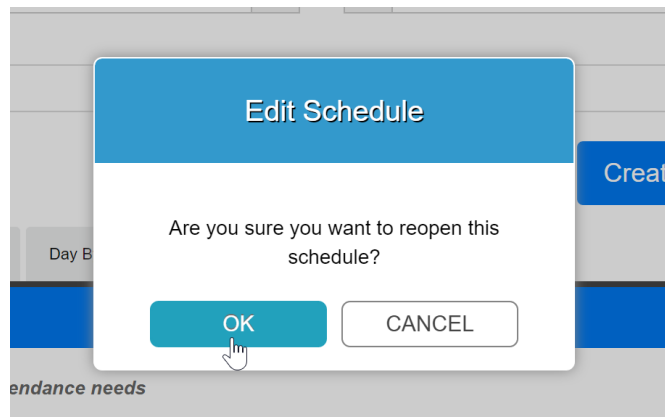 Edit Schedule
Creat
Are you sure you want to reopen this
schedule?
Day B
OK
CANCEL
endance needs